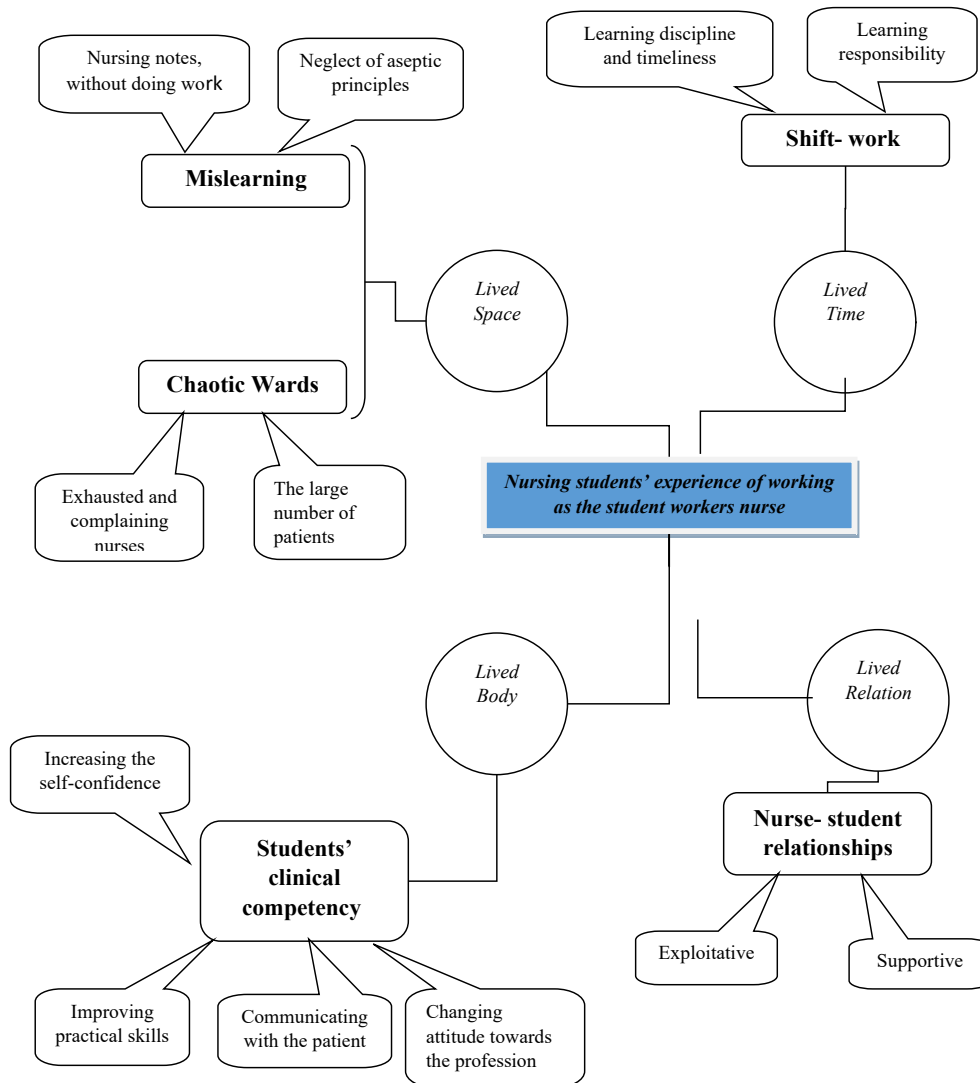 Nursing notes,
without doing work
Neglect of aseptic
principles
Learning discipline
and timeliness
Learning
responsibility
Mislearning
Shift- work
Lived
Space
Lived
Time
Chaotic Wards
Exhausted and
complaining
nurses
The large
number of
patients
Nursing students’ experience of working
as the student workers nurse
Lived
Body
Lived
Relation
Increasing the
self-confidence
Students’
clinical
competency
Nurse- student
relationships
Exploitative
Supportive
Improving
practical skills
Communicating
with the patient
Changing
attitude towards
the profession